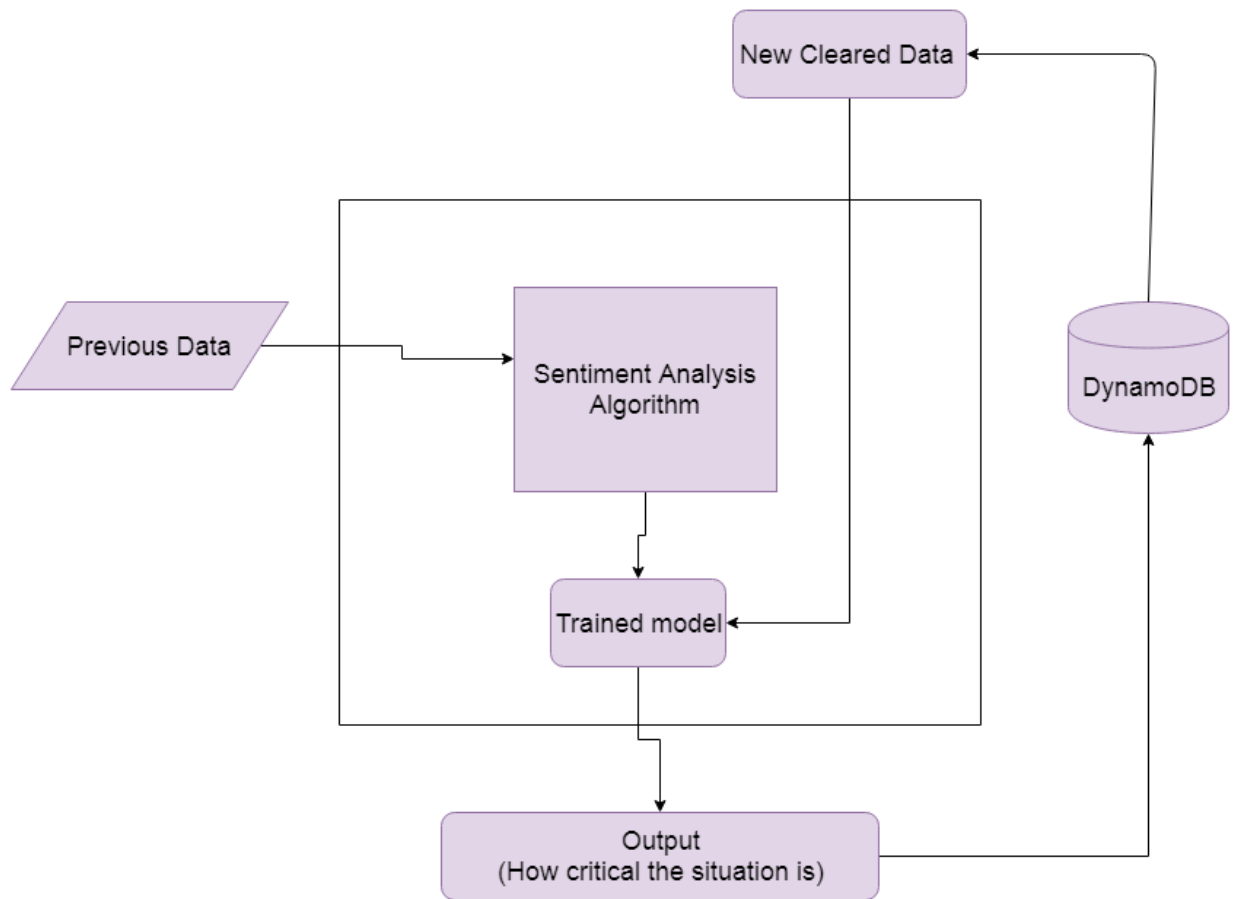 New Cleared Data
Previous Data
Sentiment Analysis
Algorithm
DynamoDB
Trained model
Output
(How critical the situation is)